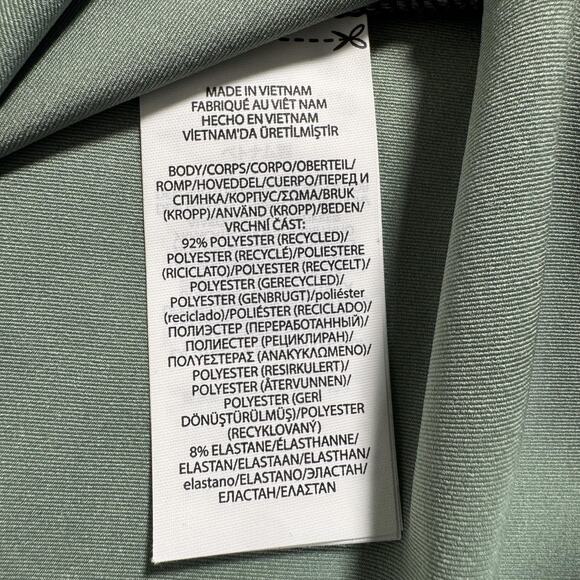 MADE IN VIETNAM
FABRIQUÉ AU VIÊT NAM
HECHO EN VIETNAM
VİETNAM'DA ÜRETİLMİŞTİR
BODY/CORPS/CORPO/OBERTEIL/
ROMP/HOVEDDEL/CUERPO/ПЕРЕД И
СПИНКА/КОРПУС/ΣΩΜΑ/BRUK
(KROPP)/ANVÄND (KROPP)/BEDEN/
VRCHNÍ ČÁST:
92% POLYESTER (RECYCLED)/
POLYESTER (RECYCLÉ)/POLIESTERE
(RICICLATO)/POLYESTER (RECYCELT)/
POLYESTER (GERECYCLED)/
POLYESTER (GENBRUGT)/poliéster
(reciclado)/POLIÉSTER (RECICLADO)/
ПОЛИЭСТЕР (ПЕРЕРАБОТАННЫЙ)/
ПОЛИЕСТЕР (РЕЦИКЛИРАН)/
ΠΟΛΥΕΣΤΕΡΑΣ (ΑΝΑΚΥΚΛΩΜΕΝΟ)/
POLYESTER (RESIRKULERT)/
POLYESTER (ÅTERVUNNEN)/
POLYESTER (GERİ
DÖNÜŞTÜRÜLMÜŞ)/POLYESTER
(RECYKLOVANÝ)
8% ELASTANE/ÉLASTHANNE/
ELASTAN/ELASTAAN/ELASTHAN/
elastano/ELASTANO/ЭЛАСТАН/
ЕЛАСТАН/ΕΛΑΣΤΑΝ